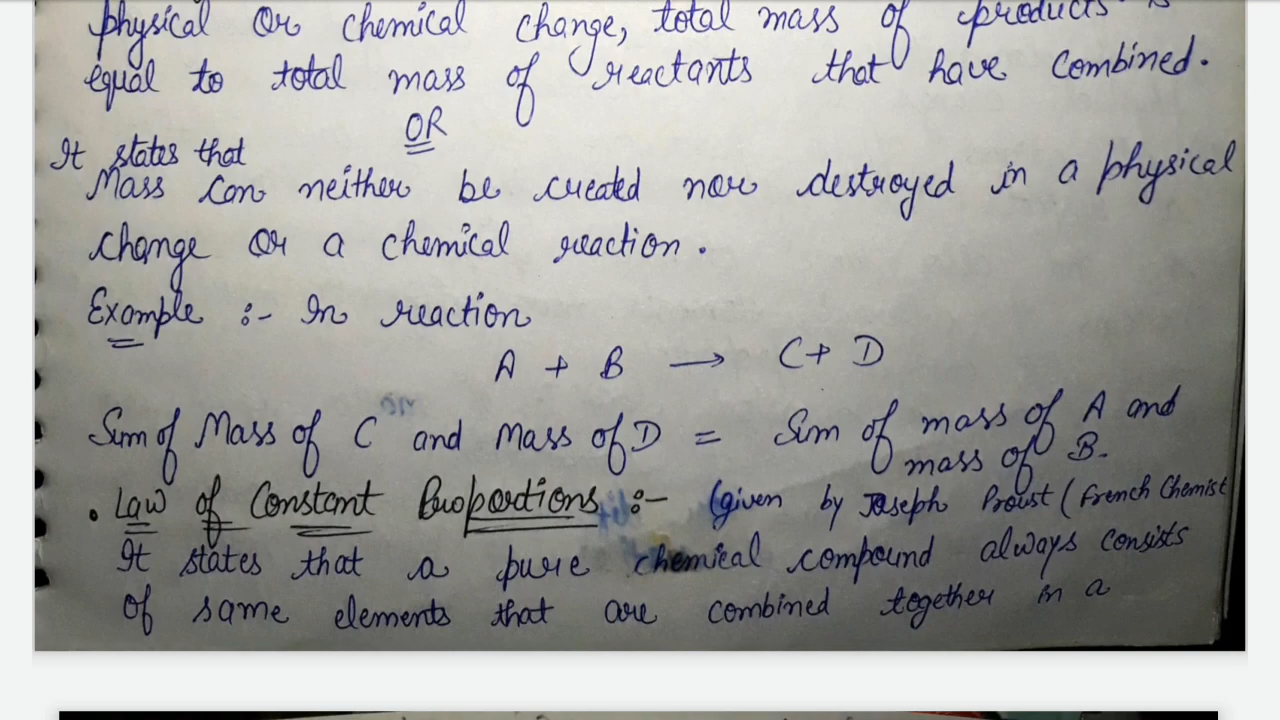 physical or chemical change, total mass of products is
equal to total mass of reactants that have combined.
OR
It states that
Mass can neither be created nor destroyed in a physical
change or a chemical reaction.
Example :- In reaction
A + B → C + D
Sum of Mass of C and Mass of D = Sum of mass of A and
mass of B.
• Law of Constant Proportions :- (given by Joseph Proust (French Chemist
It states that a pure chemical compound always consists
of same elements that are combined together in a